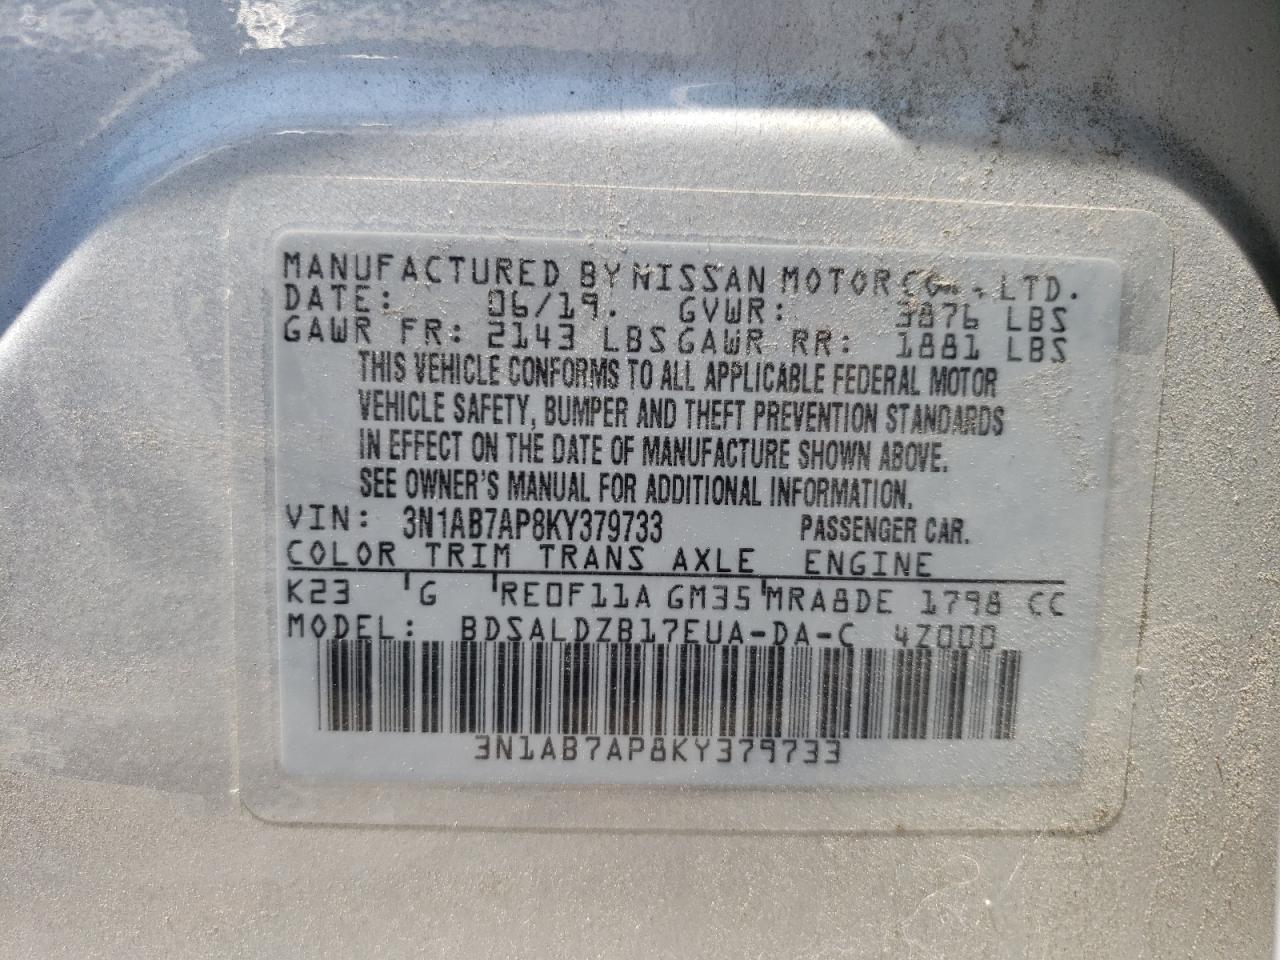 MANUFACTURED BY NISSAN MOTOR CO., LTD.
DATE: 06/19. GVWR: 3876 LBS
GAWR FR: 2143 LBS GAWR RR: 1881 LBS
THIS VEHICLE CONFORMS TO ALL APPLICABLE FEDERAL MOTOR
VEHICLE SAFETY, BUMPER AND THEFT PREVENTION STANDARDS
IN EFFECT ON THE DATE OF MANUFACTURE SHOWN ABOVE.
SEE OWNER'S MANUAL FOR ADDITIONAL INFORMATION.
VIN: 3N1AB7AP8KY379733 PASSENGER CAR.
COLOR TRIM TRANS AXLE ENGINE
K23 G RE0F11A GM35 MRA8DE 1798 CC
MODEL: BDSALDZB17EUA-DA-C 4Z000
3N1AB7AP8KY379733